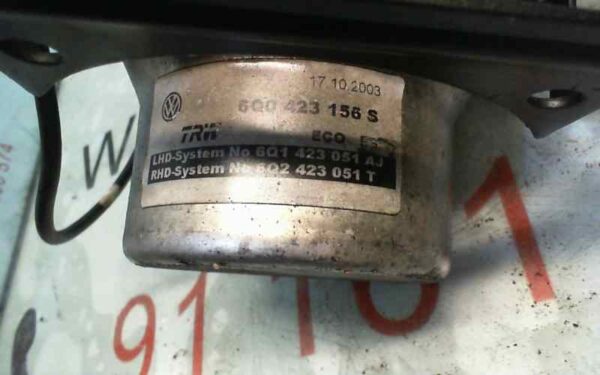 17.10.2003
6Q0 423 156 S
TRW ECO
LHD-System No 6Q1 423 051 AJ
RHD-System No 6Q2 423 051 T
W